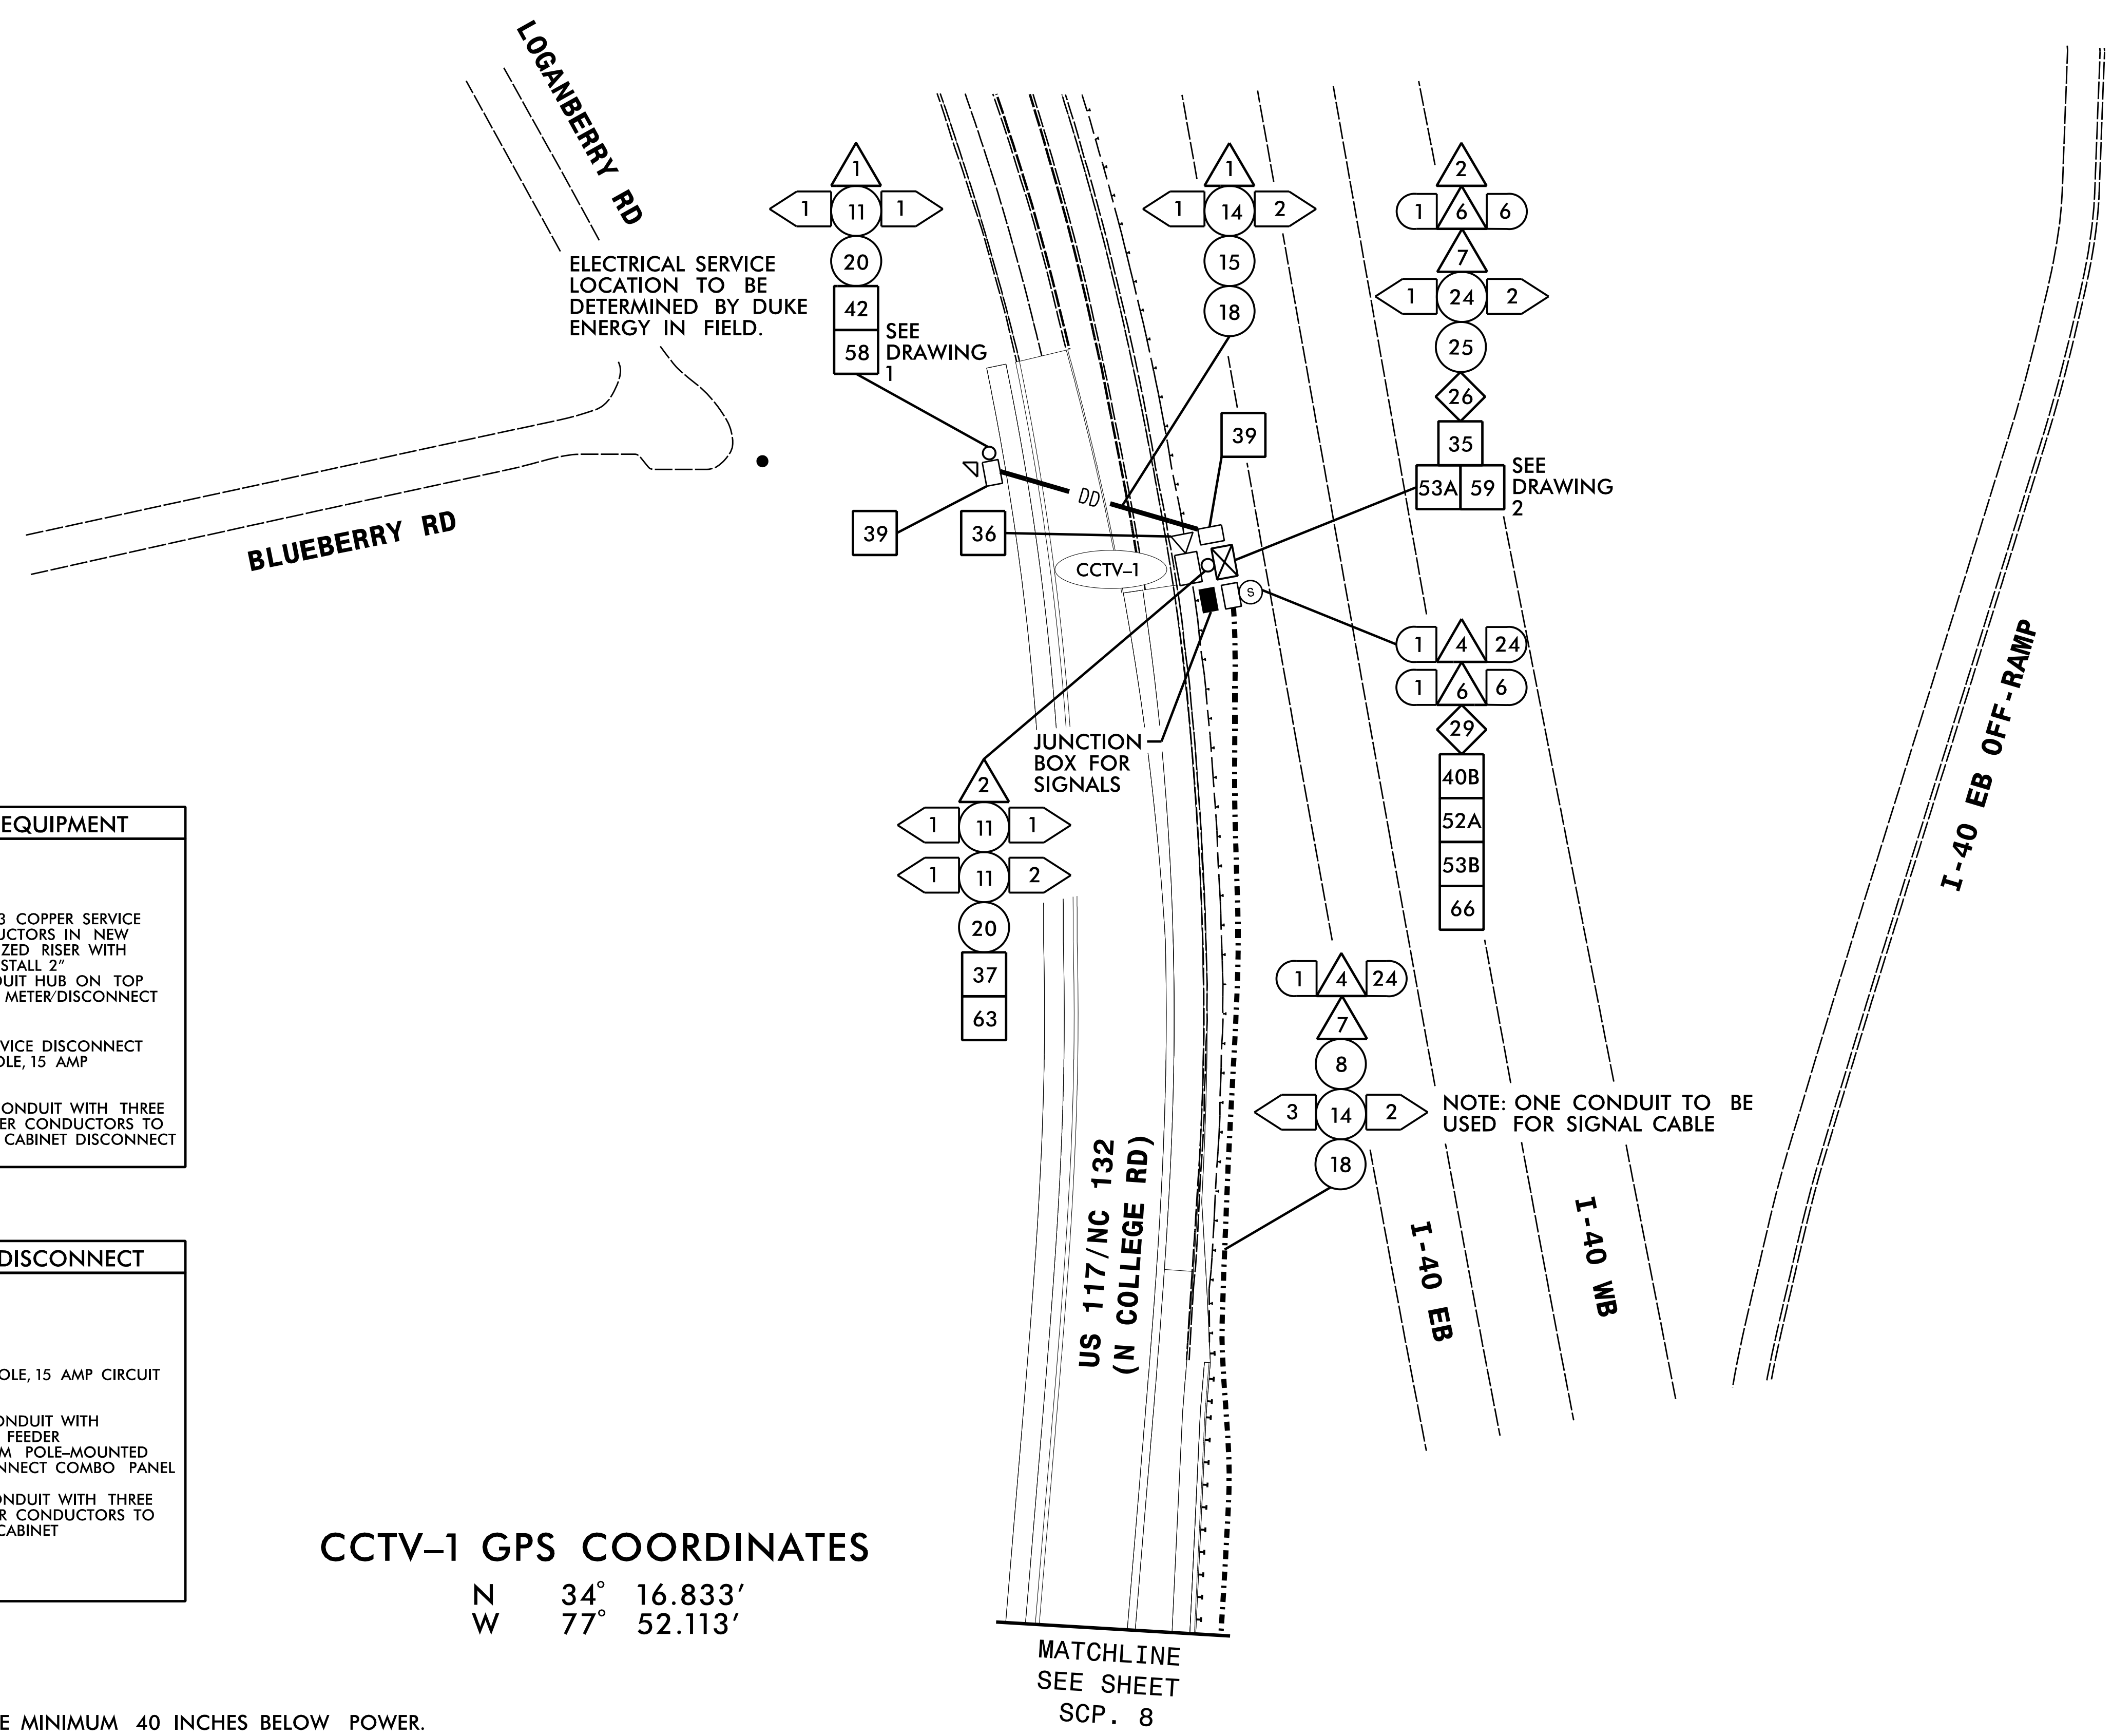 LOGANBERRY RD
ELECTRICAL SERVICE
LOCATION TO BE
DETERMINED BY DUKE
ENERGY IN FIELD.
BLUEBERRY RD
1
1 11 1
20
42
58
SEE
DRAWING
1
1
1 14 2
15
18
2
1 6 6
7
1 24 2
25
26
35
53A 59
SEE
DRAWING
2
39
39
36
DD
CCTV–1
S
JUNCTION
BOX FOR
SIGNALS
2
1 11 1
1 11 2
20
37
63
1 4 24
1 6 6
29
40B
52A
53B
66
1 4 24
7
8
3 14 2
18
NOTE: ONE CONDUIT TO BE
USED FOR SIGNAL CABLE
I-40 EB OFF-RAMP
I-40 EB
I-40 WB
US 117/NC 132
(N COLLEGE RD)
EQUIPMENT
3 COPPER SERVICE
UCTORS IN NEW
IZED RISER WITH
STALL 2"
UIT HUB ON TOP
METER/DISCONNECT
VICE DISCONNECT
OLE, 15 AMP
ONDUIT WITH THREE
ER CONDUCTORS TO
CABINET DISCONNECT
DISCONNECT
OLE, 15 AMP CIRCUIT
ONDUIT WITH
FEEDER
M POLE–MOUNTED
NNECT COMBO PANEL
ONDUIT WITH THREE
R CONDUCTORS TO
CABINET
CCTV–1 GPS COORDINATES
N 34° 16.833′
W 77° 52.113′
MATCHLINE
SEE SHEET
SCP. 8
E MINIMUM 40 INCHES BELOW POWER.